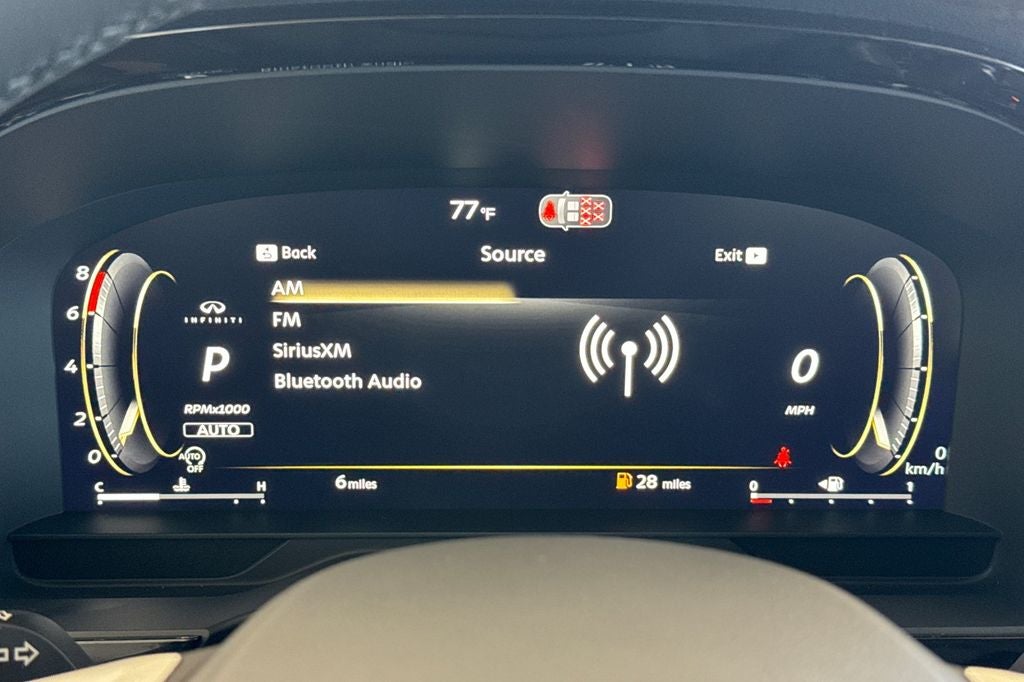 77°F
Back
Source
Exit
AM
FM
SiriusXM
Bluetooth Audio
8
6
4
2
0
INFINITI
P
RPMx1000
AUTO
AUTO
OFF
0
MPH
0
km/h
C
H
6 miles
28 miles
0
1